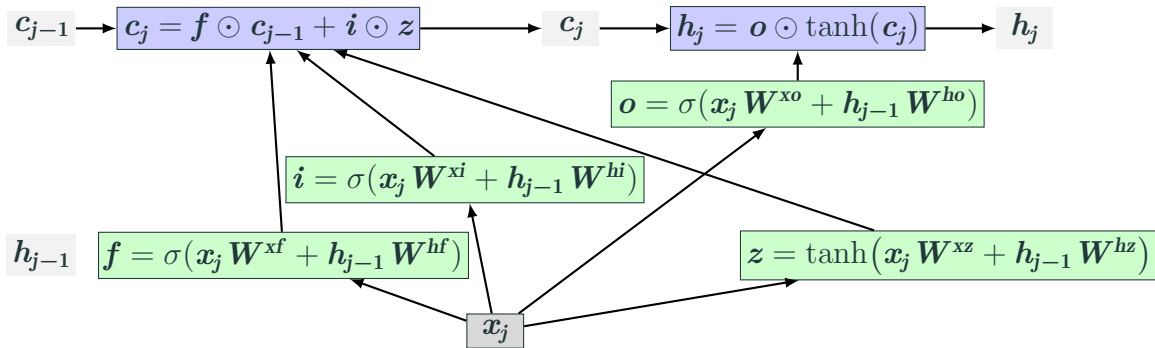 c_{j-1} c_j = f ⊙ c_{j-1} + i ⊙ z c_j h_j = o ⊙ tanh(c_j) h_j
o = σ(x_j W^{xo} + h_{j-1} W^{ho})
i = σ(x_j W^{xi} + h_{j-1} W^{hi})
h_{j-1} f = σ(x_j W^{xf} + h_{j-1} W^{hf}) z = tanh(x_j W^{xz} + h_{j-1} W^{hz})
x_j